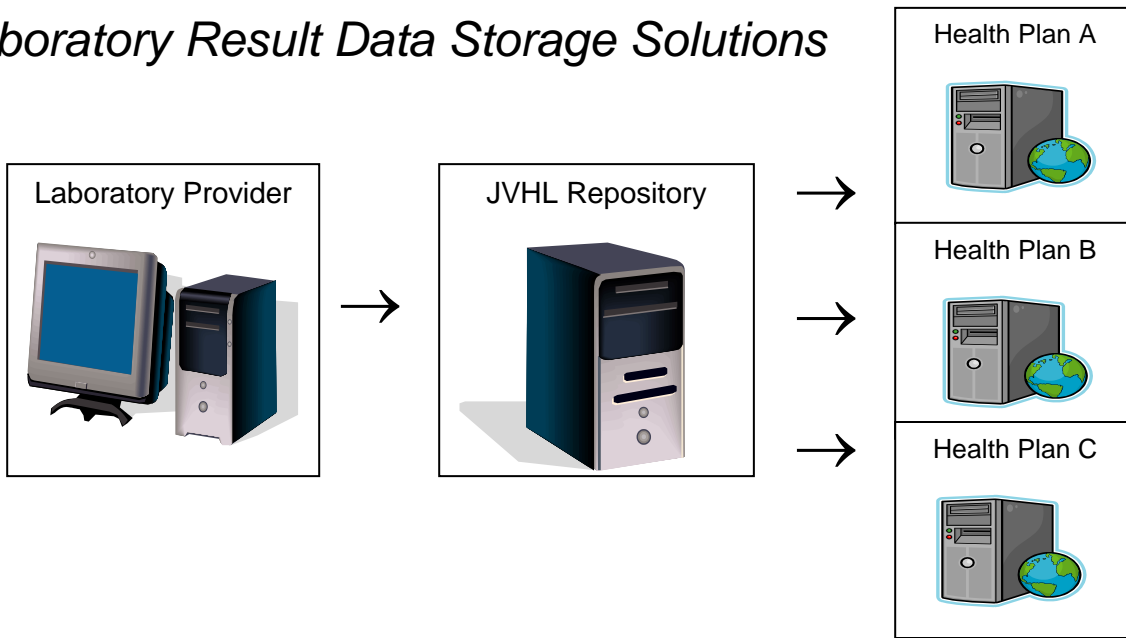 boratory Result Data Storage Solutions
Laboratory Provider
→
JVHL Repository
→
→
→
Health Plan A
Health Plan B
Health Plan C